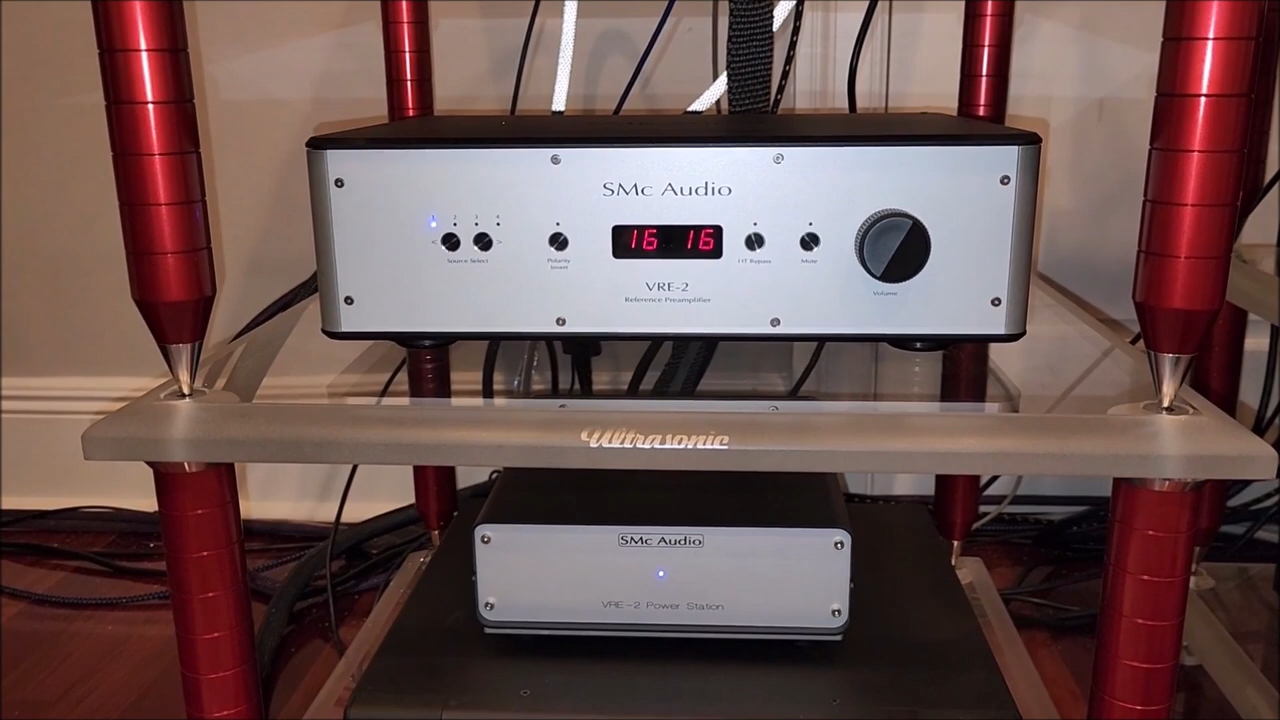 SMc Audio
1 2 3 4
< >
Source Select
Polarity
Invert
16 16
HT Bypass
Mute
Volume
VRE-2
Reference Preamplifier
Ultrasonic
SMc Audio
VRE-2 Power Station